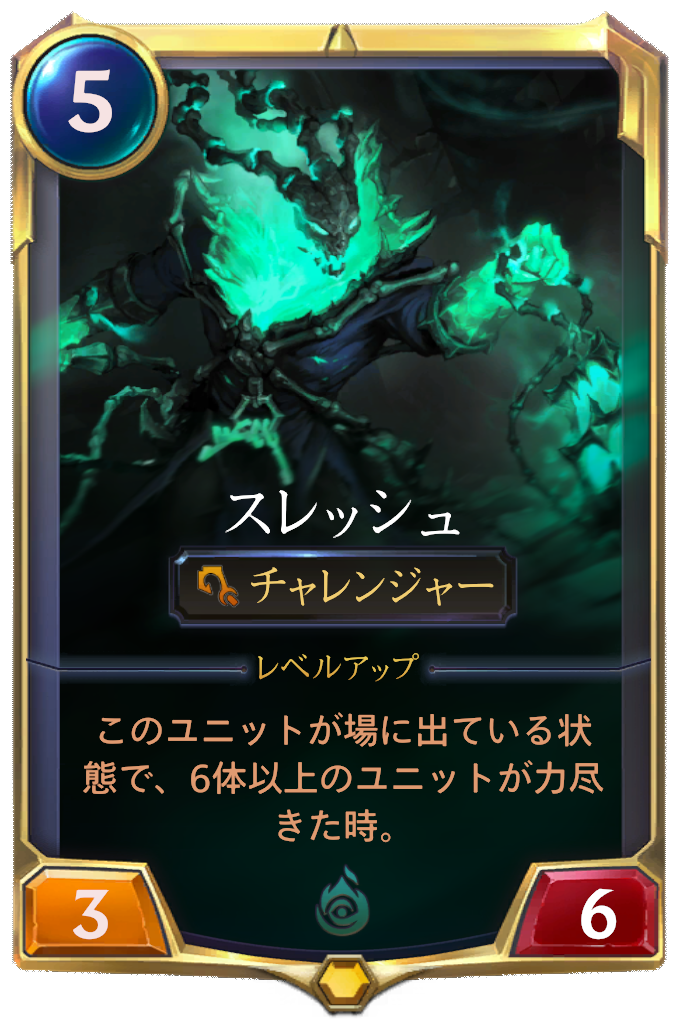 5
スレッシュ
チャレンジャー
レベルアップ
このユニットが場に出ている状
態で、6体以上のユニットが力尽
きた時。
3
6